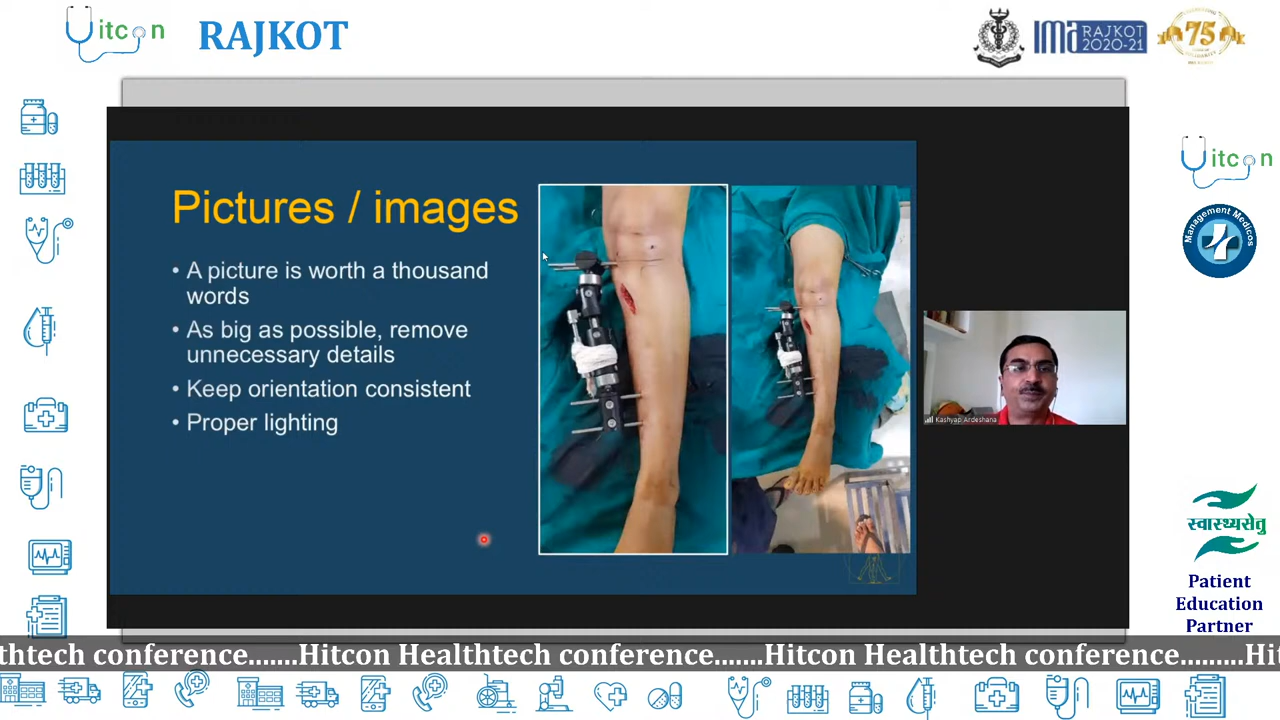 itcon
RAJKOT
IMA RAJKOT
2020-21
75
Pictures / images
• A picture is worth a thousand
words
• As big as possible, remove
unnecessary details
• Keep orientation consistent
• Proper lighting
Kashyap Ardeshana
itcon
Management Medicos
स्वास्थ्यसेतु
Patient
Education
Partner
thtech conference.......Hitcon Healthtech conference.......Hitcon Healthtech conference.........Hit